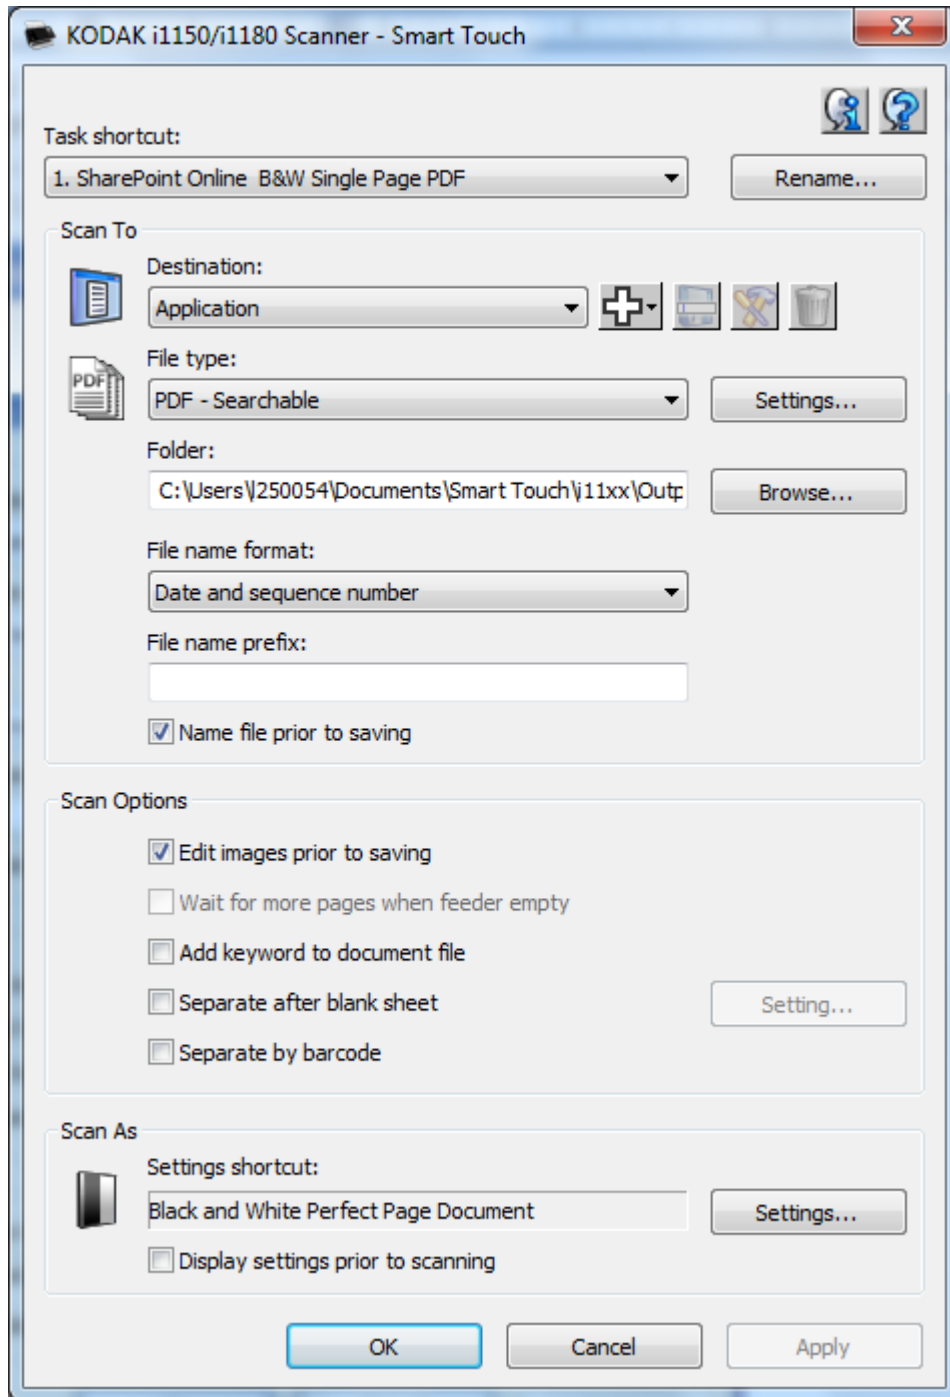 KODAK i1150/i1180 Scanner - Smart Touch
Task shortcut:
1. SharePoint Online  B&W Single Page PDF
Rename...
Scan To
Destination:
Application
File type:
PDF
PDF - Searchable
Settings...
Folder:
C:\Users\l250054\Documents\Smart Touch\i11xx\Outp
Browse...
File name format:
Date and sequence number
File name prefix:
Name file prior to saving
Scan Options
Edit images prior to saving
Wait for more pages when feeder empty
Add keyword to document file
Separate after blank sheet
Setting...
Separate by barcode
Scan As
Settings shortcut:
Black and White Perfect Page Document
Settings...
Display settings prior to scanning
OK
Cancel
Apply